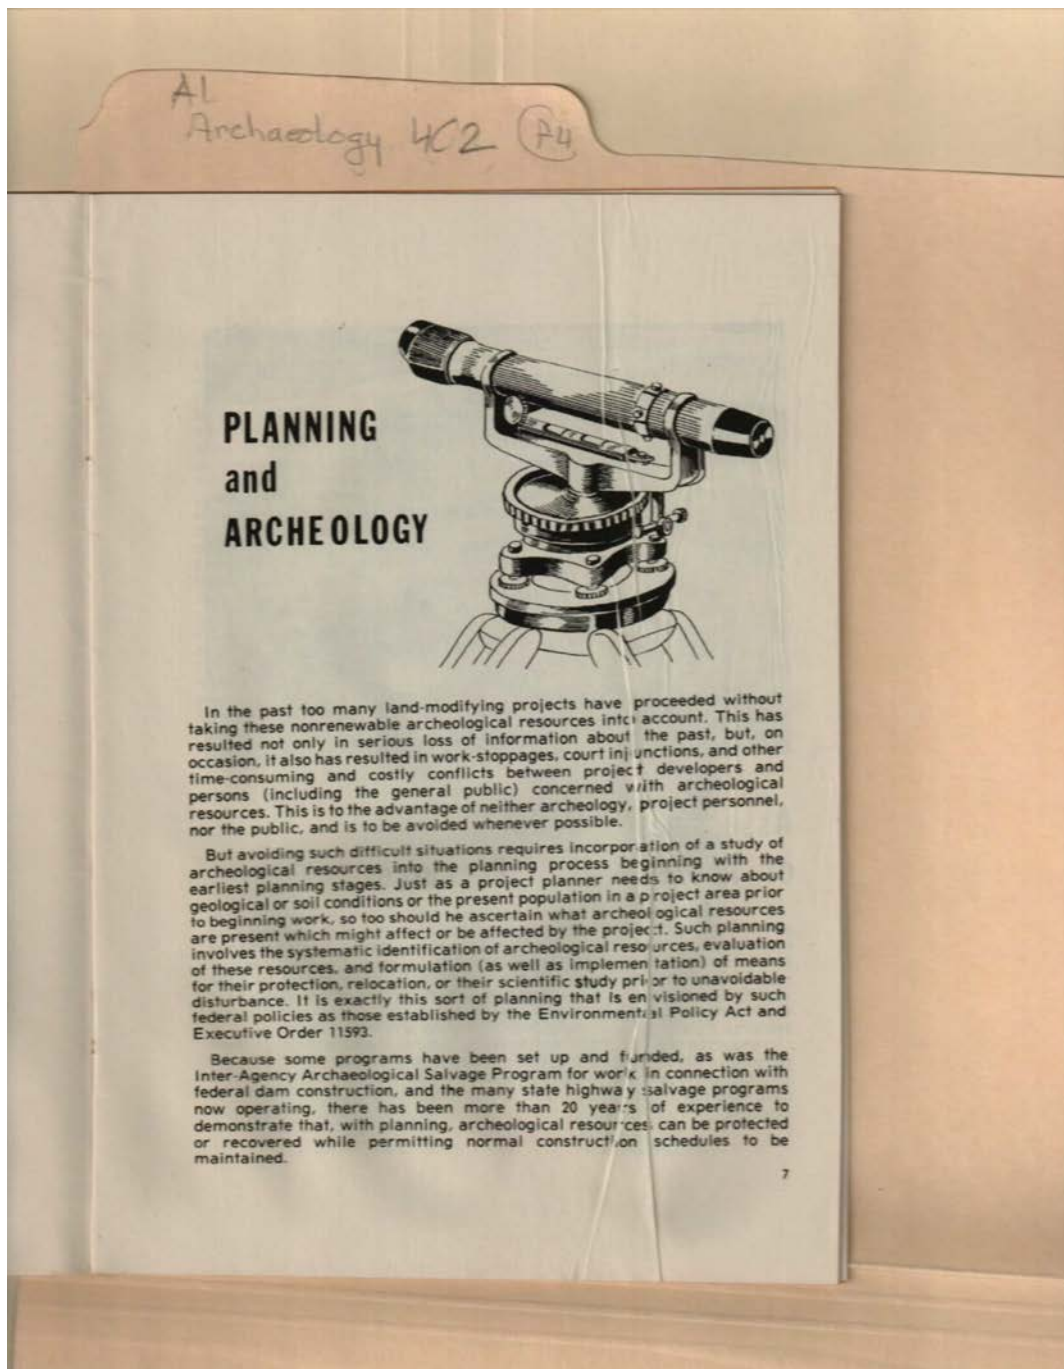 AL
Archaeology 4C2 P4
PLANNING
and
ARCHEOLOGY
In the past too many land-modifying projects have proceeded without
taking these nonrenewable archeological resources into account. This has
resulted not only in serious loss of information about the past, but, on
occasion, it also has resulted in work-stoppages, court injunctions, and other
time-consuming and costly conflicts between project developers and
persons (including the general public) concerned with archeological
resources. This is to the advantage of neither archeology, project personnel,
nor the public, and is to be avoided whenever possible.
But avoiding such difficult situations requires incorporation of a study of
archeological resources into the planning process beginning with the
earliest planning stages. Just as a project planner needs to know about
geological or soil conditions or the present population in a project area prior
to beginning work, so too should he ascertain what archeological resources
are present which might affect or be affected by the project. Such planning
involves the systematic identification of archeological resources, evaluation
of these resources, and formulation (as well as implementation) of means
for their protection, relocation, or their scientific study prior to unavoidable
disturbance. It is exactly this sort of planning that is envisioned by such
federal policies as those established by the Environmental Policy Act and
Executive Order 11593.
Because some programs have been set up and funded, as was the
Inter-Agency Archaeological Salvage Program for work in connection with
federal dam construction, and the many state highway salvage programs
now operating, there has been more than 20 years of experience to
demonstrate that, with planning, archeological resources can be protected
or recovered while permitting normal construction schedules to be
maintained.
7